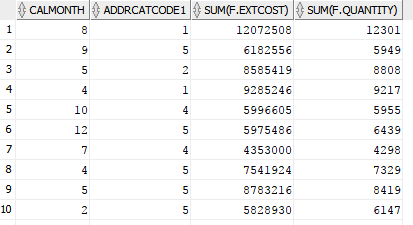 CALMONTH ADDRCATCODE1 SUM(F.EXTCOST) SUM(F.QUANTITY)
1 8 1 12072508 12301
2 9 5 6182556 5949
3 5 2 8585419 8808
4 4 1 9285246 9217
5 10 4 5996605 5955
6 12 5 5975486 6439
7 7 4 4353000 4298
8 4 5 7541924 7329
9 5 5 8783216 8419
10 2 5 5828930 6147